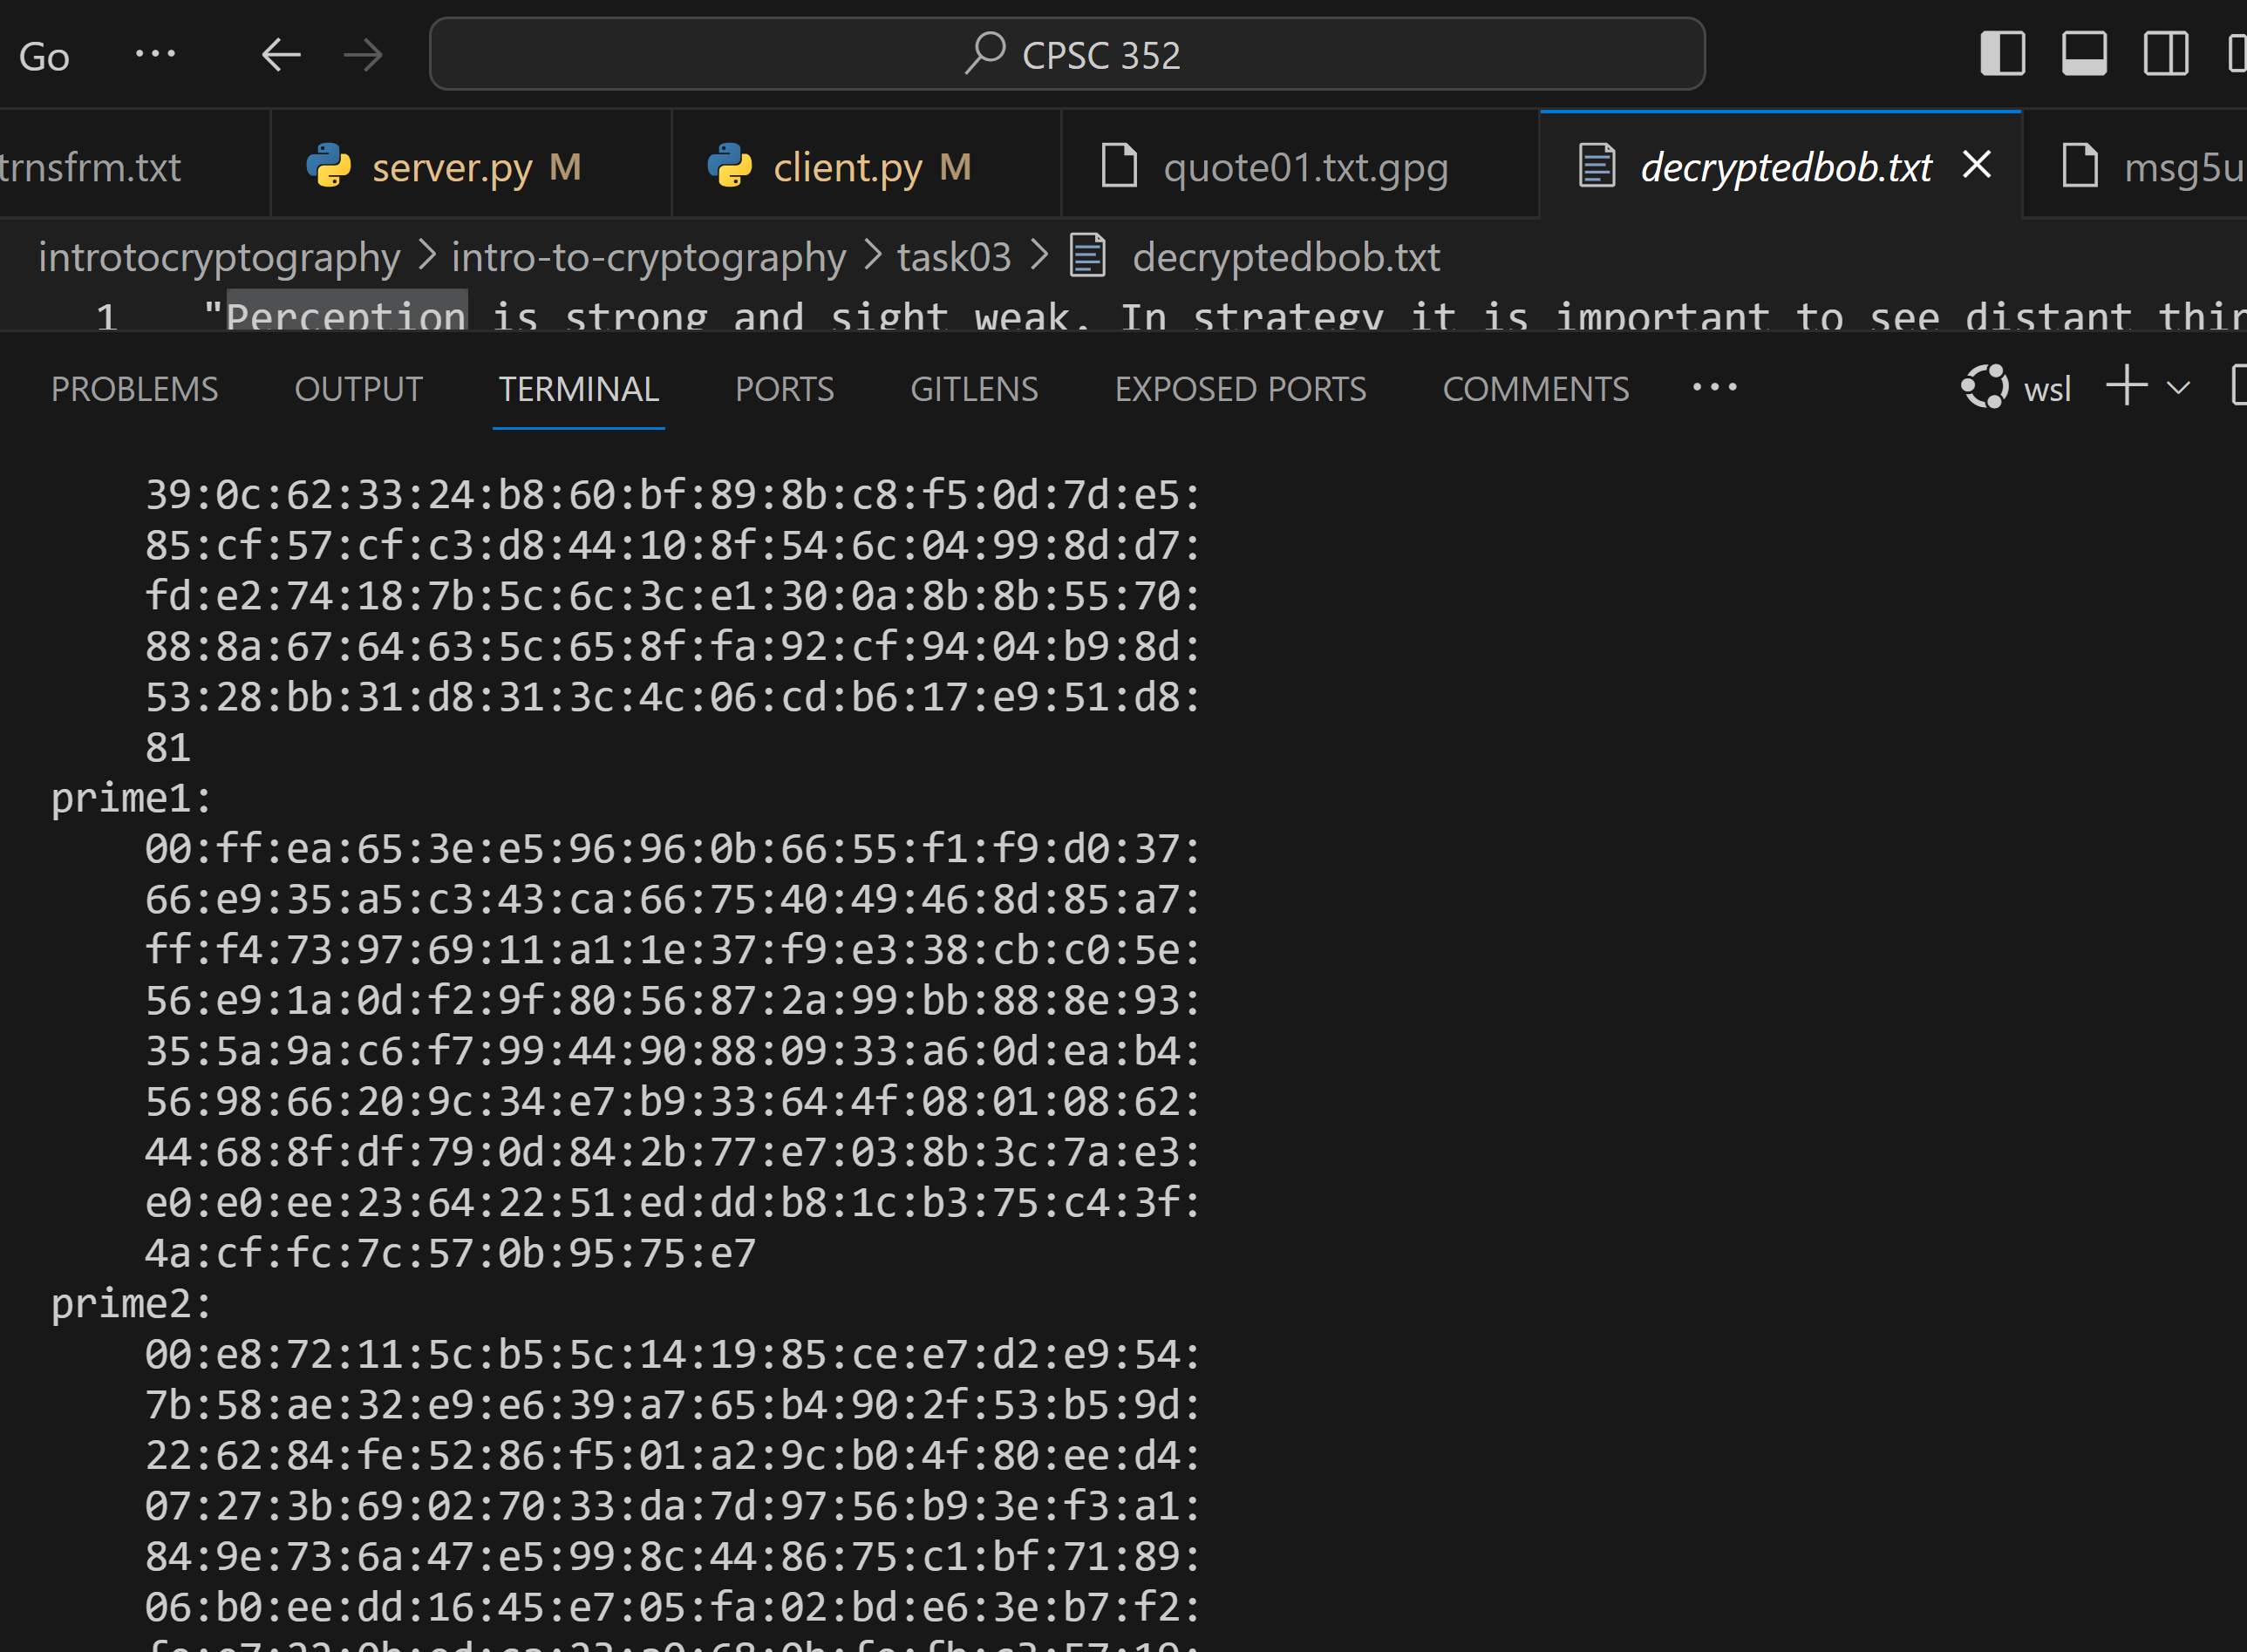 Go ... CPSC 352
trnsfrm.txt server.py M client.py M quote01.txt.gpg decryptedbob.txt msg5u
introtocryptography > intro-to-cryptography > task03 > decryptedbob.txt
1 "Perception is strong and sight weak. In strategy it is important to see distant thin
PROBLEMS OUTPUT TERMINAL PORTS GITLENS EXPOSED PORTS COMMENTS ... wsl
39:0c:62:33:24:b8:60:bf:89:8b:c8:f5:0d:7d:e5:
85:cf:57:cf:c3:d8:44:10:8f:54:6c:04:99:8d:d7:
fd:e2:74:18:7b:5c:6c:3c:e1:30:0a:8b:8b:55:70:
88:8a:67:64:63:5c:65:8f:fa:92:cf:94:04:b9:8d:
53:28:bb:31:d8:31:3c:4c:06:cd:b6:17:e9:51:d8:
81
prime1:
00:ff:ea:65:3e:e5:96:96:0b:66:55:f1:f9:d0:37:
66:e9:35:a5:c3:43:ca:66:75:40:49:46:8d:85:a7:
ff:f4:73:97:69:11:a1:1e:37:f9:e3:38:cb:c0:5e:
56:e9:1a:0d:f2:9f:80:56:87:2a:99:bb:88:8e:93:
35:5a:9a:c6:f7:99:44:90:88:09:33:a6:0d:ea:b4:
56:98:66:20:9c:34:e7:b9:33:64:4f:08:01:08:62:
44:68:8f:df:79:0d:84:2b:77:e7:03:8b:3c:7a:e3:
e0:e0:ee:23:64:22:51:ed:dd:b8:1c:b3:75:c4:3f:
4a:cf:fc:7c:57:0b:95:75:e7
prime2:
00:e8:72:11:5c:b5:5c:14:19:85:ce:e7:d2:e9:54:
7b:58:ae:32:e9:e6:39:a7:65:b4:90:2f:53:b5:9d:
22:62:84:fe:52:86:f5:01:a2:9c:b0:4f:80:ee:d4:
07:27:3b:69:02:70:33:da:7d:97:56:b9:3e:f3:a1:
84:9e:73:6a:47:e5:99:8c:44:86:75:c1:bf:71:89:
06:b0:ee:dd:16:45:e7:05:fa:02:bd:e6:3e:b7:f2: